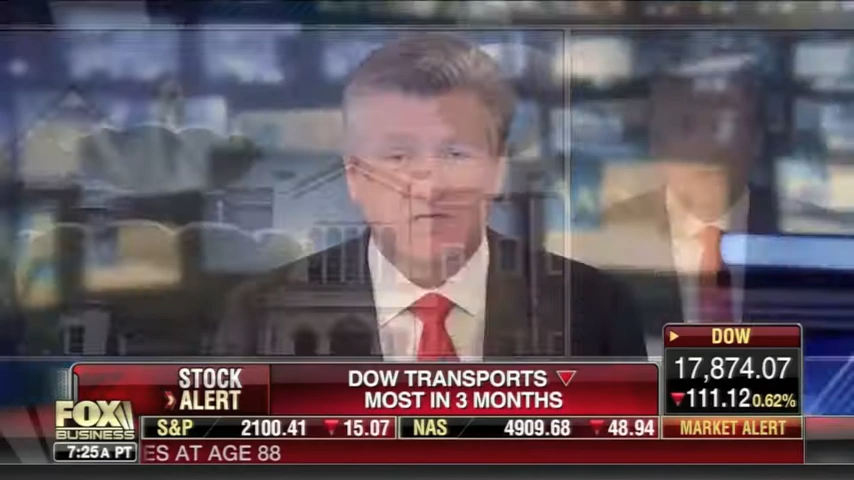 DOW
17,874.07
▼111.12 0.62%
MARKET ALERT
STOCK
ALERT
DOW TRANSPORTS ▽
MOST IN 3 MONTHS
FOX
BUSINESS
S&P 2100.41 ▼ 15.07 NAS 4909.68 ▼ 48.94
7:25A PT
ES AT AGE 88